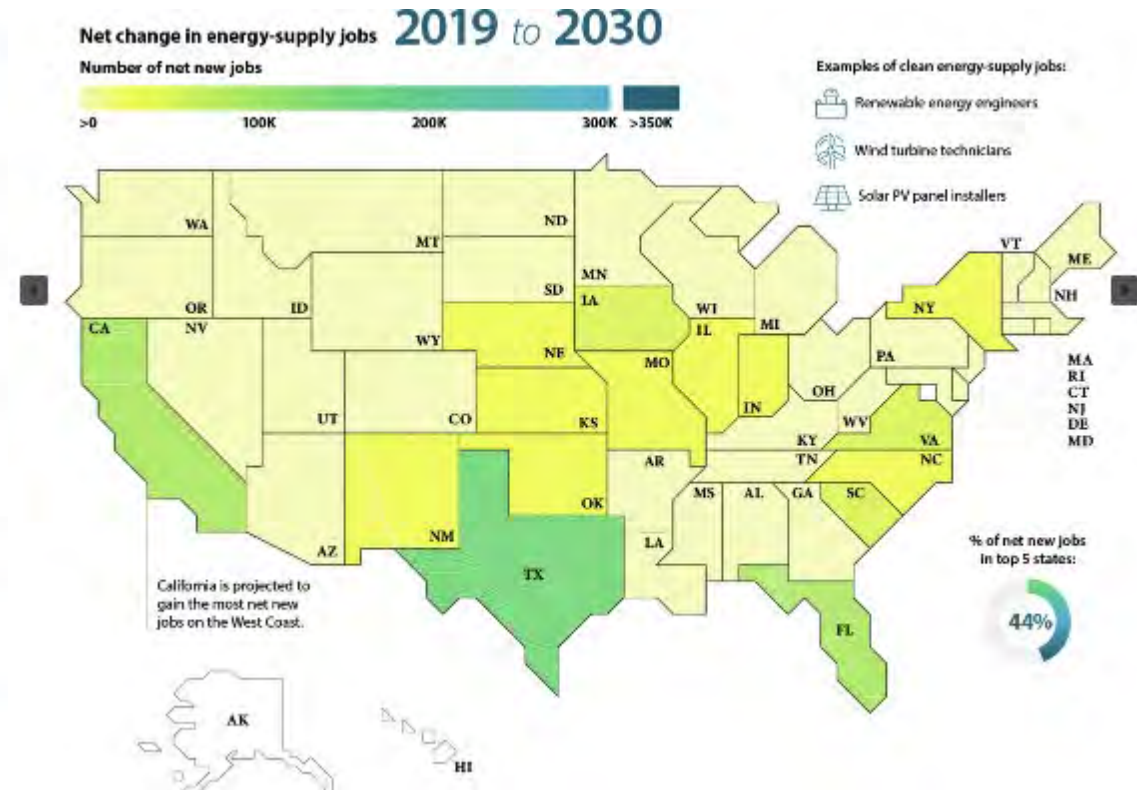 Net change in energy-supply jobs 2019 to 2030
Number of net new jobs
>0 100K 200K 300K >350K
Examples of clean energy-supply jobs:
Renewable energy engineers
Wind turbine technicians
Solar PV panel installers
WA
MT
ND
VT
ME
OR
ID
SD
MN
WI
MI
NY
NH
CA
NV
WY
NE
IA
IL
IN
OH
PA
MA
RI
CT
NJ
DE
MD
UT
CO
KS
MO
KY
WV
VA
AZ
NM
OK
AR
TN
NC
TX
LA
MS
AL
GA
SC
FL
California is projected to
gain the most net new
jobs on the West Coast.
% of net new jobs
in top 5 states:
44%
AK
HI